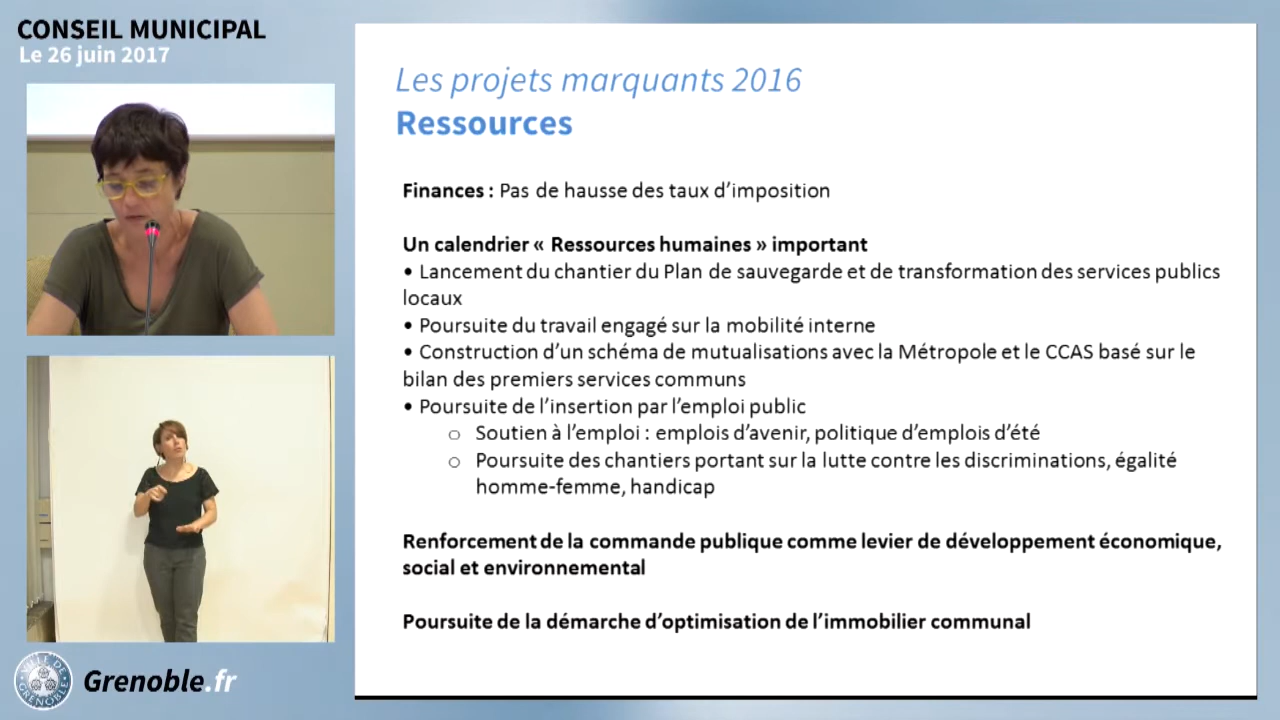 CONSEIL MUNICIPAL
Le 26 juin 2017
Les projets marquants 2016
Ressources
Finances : Pas de hausse des taux d’imposition
Un calendrier « Ressources humaines » important
• Lancement du chantier du Plan de sauvegarde et de transformation des services publics
locaux
• Poursuite du travail engagé sur la mobilité interne
• Construction d’un schéma de mutualisations avec la Métropole et le CCAS basé sur le
bilan des premiers services communs
• Poursuite de l’insertion par l’emploi public
o Soutien à l’emploi : emplois d’avenir, politique d’emplois d’été
o Poursuite des chantiers portant sur la lutte contre les discriminations, égalité
homme-femme, handicap
Renforcement de la commande publique comme levier de développement économique,
social et environnemental
Poursuite de la démarche d’optimisation de l’immobilier communal
VILLE DE GRENOBLE
Grenoble.fr